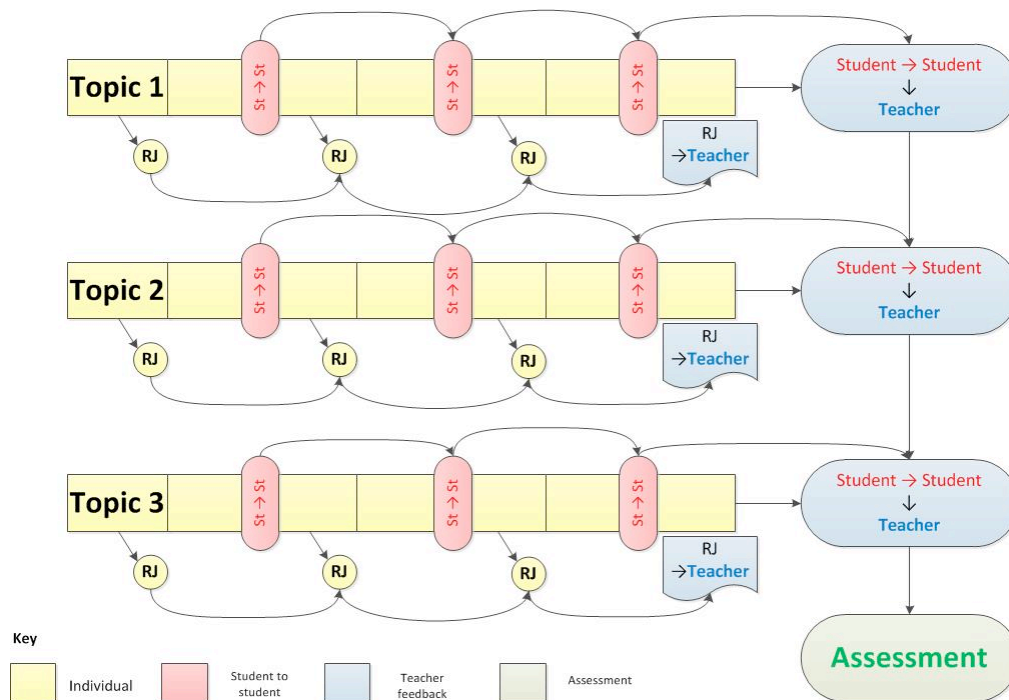 Topic 1
St → St
St → St
St → St
Student → Student
↓
Teacher
RJ
RJ
RJ
RJ
→Teacher
Topic 2
St → St
St → St
St → St
Student → Student
↓
Teacher
RJ
RJ
RJ
RJ
→Teacher
Topic 3
St → St
St → St
St → St
Student → Student
↓
Teacher
RJ
RJ
RJ
RJ
→Teacher
Assessment
Key
Individual
Student to
student
Teacher
feedback
Assessment